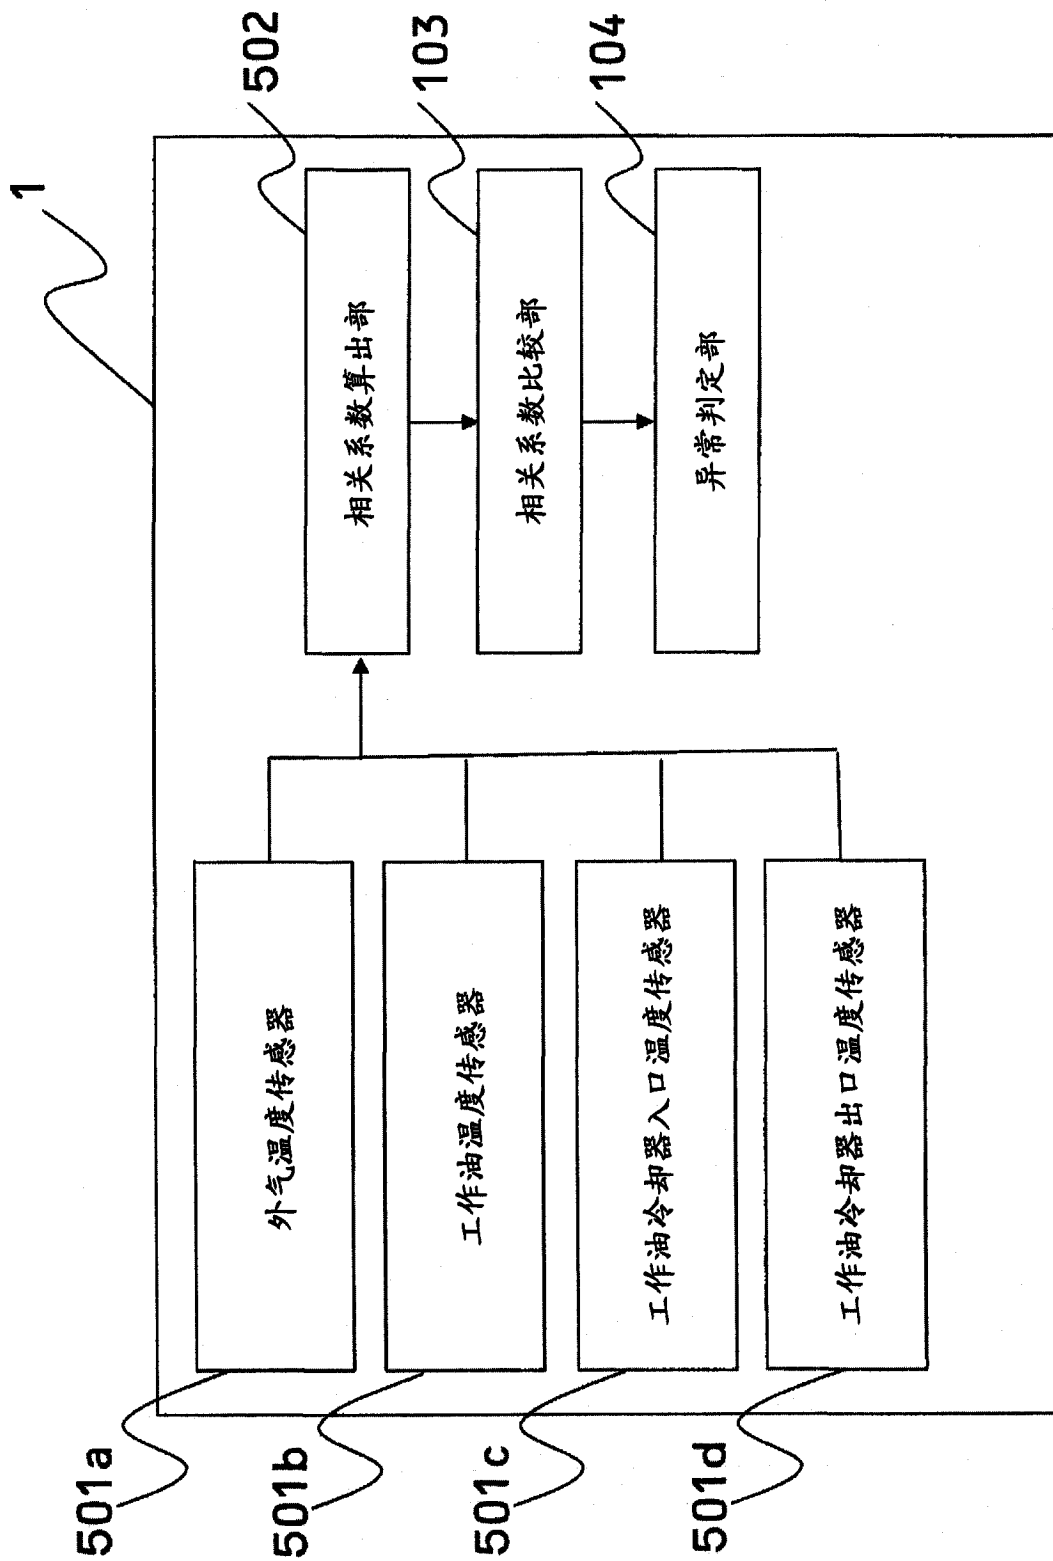 1
501a
外气温度传感器
501b
工作油温度传感器
501c
工作油冷却器入口温度传感器
501d
工作油冷却器出口温度传感器
502
相关系数算出部
103
相关系数比较部
104
异常判定部